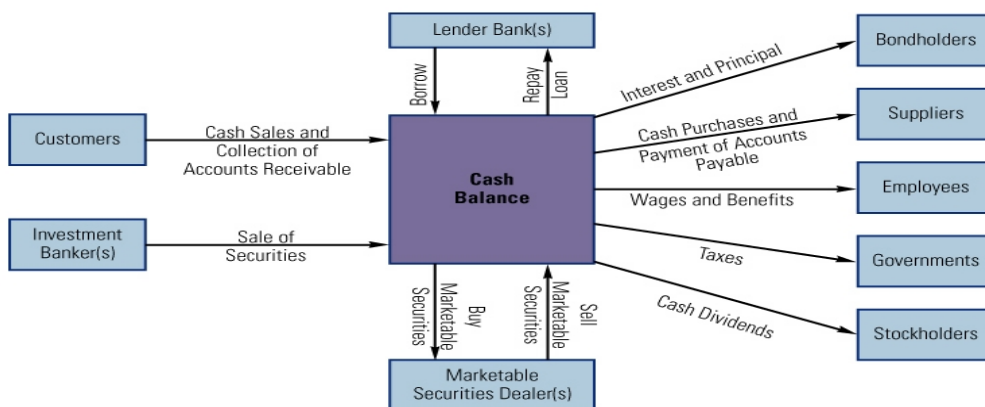 Lender Bank(s)
Borrow
Repay
Loan
Customers
Cash Sales and
Collection of
Accounts Receivable
Investment
Banker(s)
Sale of
Securities
Cash
Balance
Interest and Principal
Bondholders
Cash Purchases and
Payment of Accounts
Payable
Suppliers
Wages and Benefits
Employees
Taxes
Governments
Cash Dividends
Stockholders
Buy
Marketable
Securities
Sell
Marketable
Securities
Marketable
Securities Dealer(s)